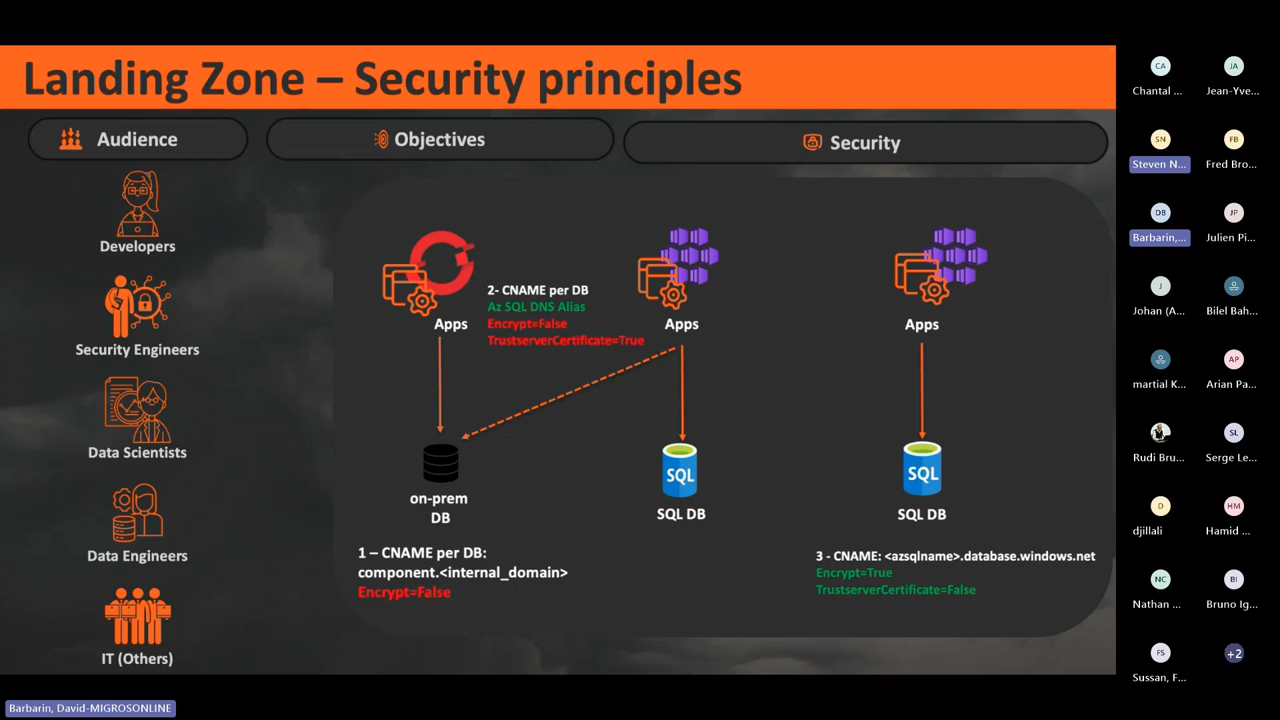 Landing Zone – Security principles
Audience
Objectives
Security
Developers
Security Engineers
Data Scientists
Data Engineers
IT (Others)
Apps
2- CNAME per DB
Az SQL DNS Alias
Encrypt=False
TrustserverCertificate=True
Apps
Apps
on-prem
DB
SQL
SQL DB
SQL
SQL DB
1 – CNAME per DB:
component.<internal_domain>
Encrypt=False
3 - CNAME: <azsqlname>.database.windows.net
Encrypt=True
TrustserverCertificate=False
CA
Chantal ...
JA
Jean-Yve...
SN
Steven N...
FB
Fred Bro...
DB
Barbarin,...
JP
Julien Pi...
J
Johan (A...
Bilel Bah...
martial K...
AP
Arian Pa...
Rudi Bru...
SL
Serge Le...
D
djillali
HM
Hamid ...
NC
Nathan ...
BI
Bruno Ig...
FS
Sussan, F...
+2
Barbarin, David-MIGROSONLINE